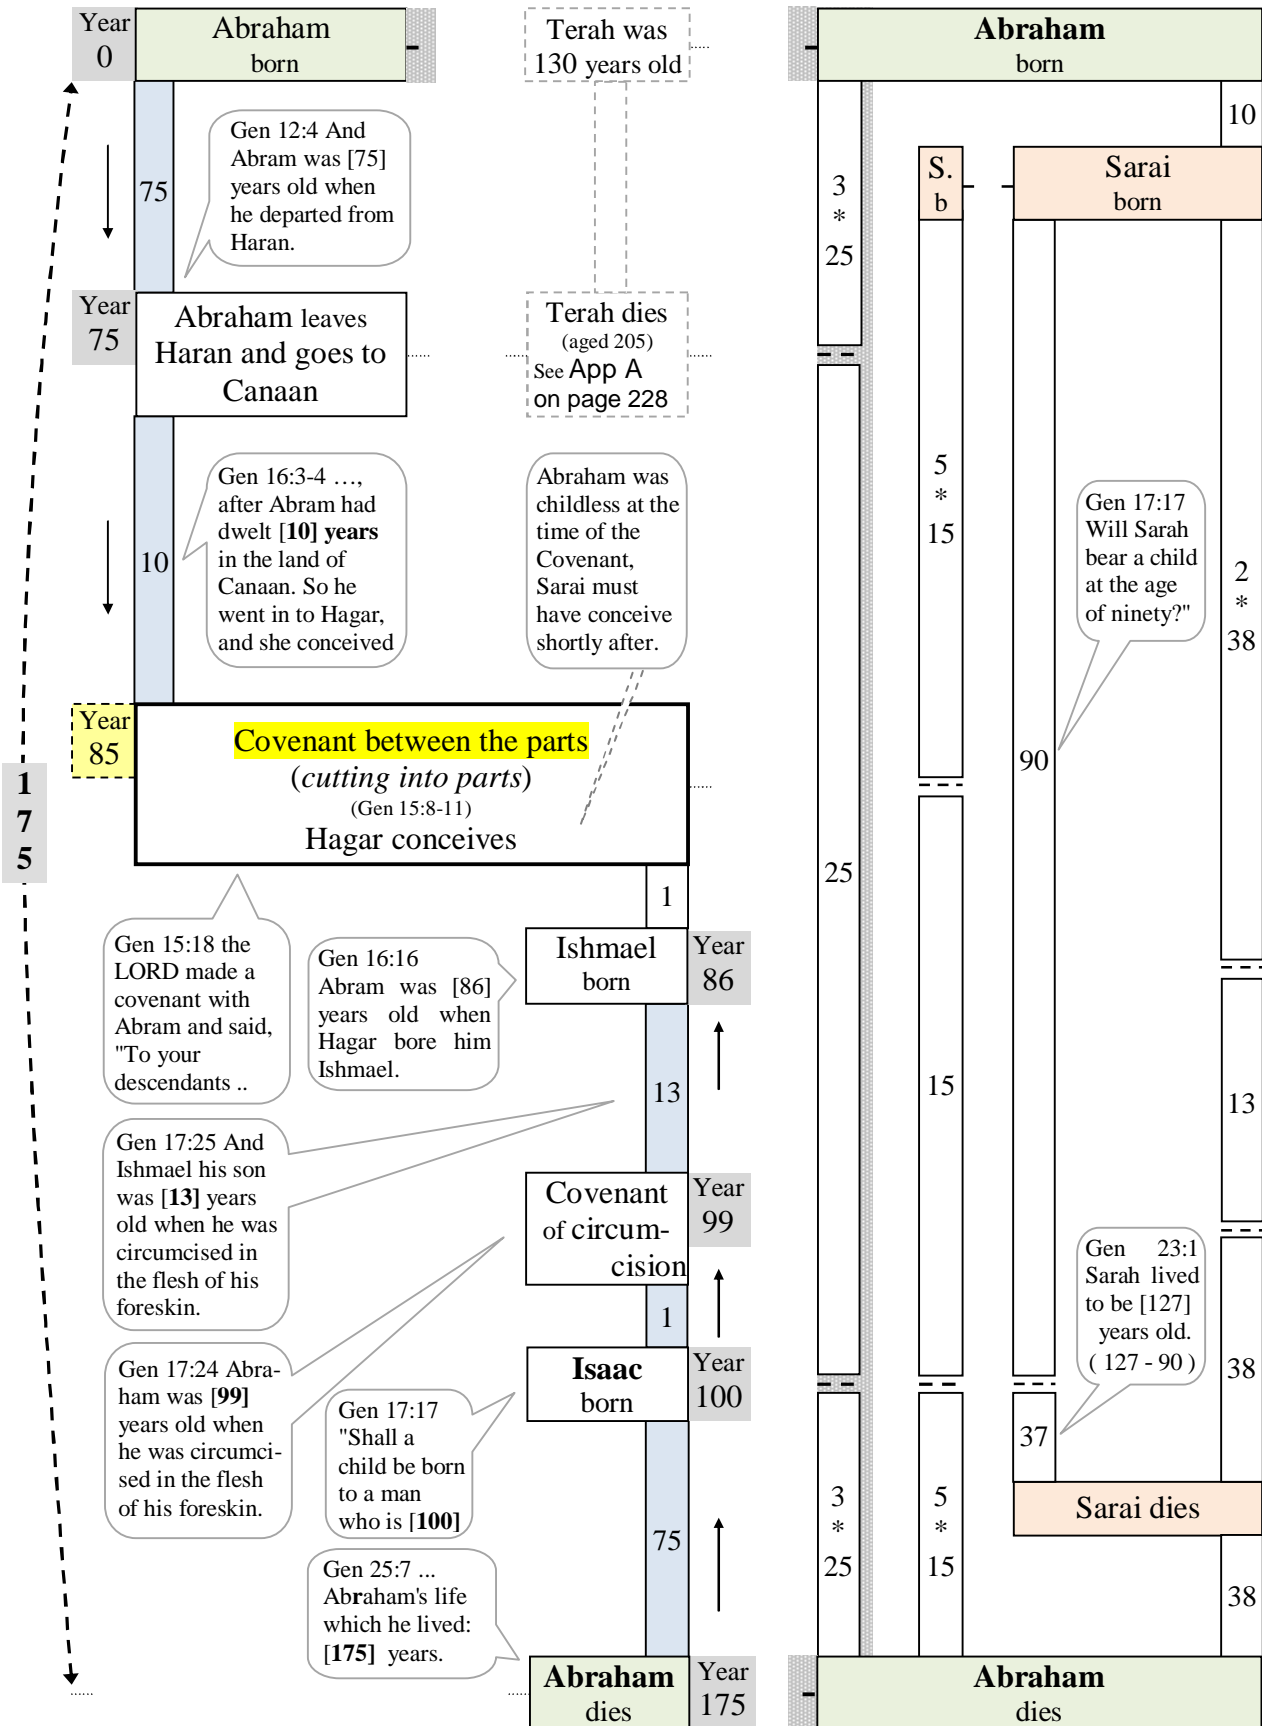 Year
0
Abraham
born
Terah was
130 years old
Abraham
born
10
Gen 12:4 And
Abram was [75]
years old when
he departed from
Haran.
75
3
*
25
S.
b
Sarai
born
Year
75
Abraham leaves
Haran and goes to
Canaan
Terah dies
(aged 205)
See App A
on page 228
10
Gen 16:3-4 …,
after Abram had
dwelt [10] years
in the land of
Canaan. So he
went in to Hagar,
and she conceived
Abraham was
childless at the
time of the
Covenant,
Sarai must
have conceive
shortly after.
5
*
15
Gen 17:17
Will Sarah
bear a child
at the age
of ninety?"
2
*
38
Year
85
Covenant between the parts
(cutting into parts)
(Gen 15:8-11)
Hagar conceives
90
1
7
5
25
1
Gen 15:18 the
LORD made a
covenant with
Abram and said,
"To your
descendants ..
Gen 16:16
Abram was [86]
years old when
Hagar bore him
Ishmael.
Ishmael
born
Year
86
13
15
13
Gen 17:25 And
Ishmael his son
was [13] years
old when he was
circumcised in
the flesh of his
foreskin.
Covenant
of circum-
cision
Year
99
Gen 23:1
Sarah lived
to be [127]
years old.
( 127 - 90 )
1
Gen 17:24 Abra-
ham was [99]
years old when
he was circumci-
sed in the flesh
of his foreskin.
Gen 17:17
"Shall a
child be born
to a man
who is [100]
Isaac
born
Year
100
38
37
75
3
*
25
5
*
15
Sarai dies
38
Gen 25:7 ...
Abraham's life
which he lived:
[175] years.
Abraham
dies
Year
175
Abraham
dies